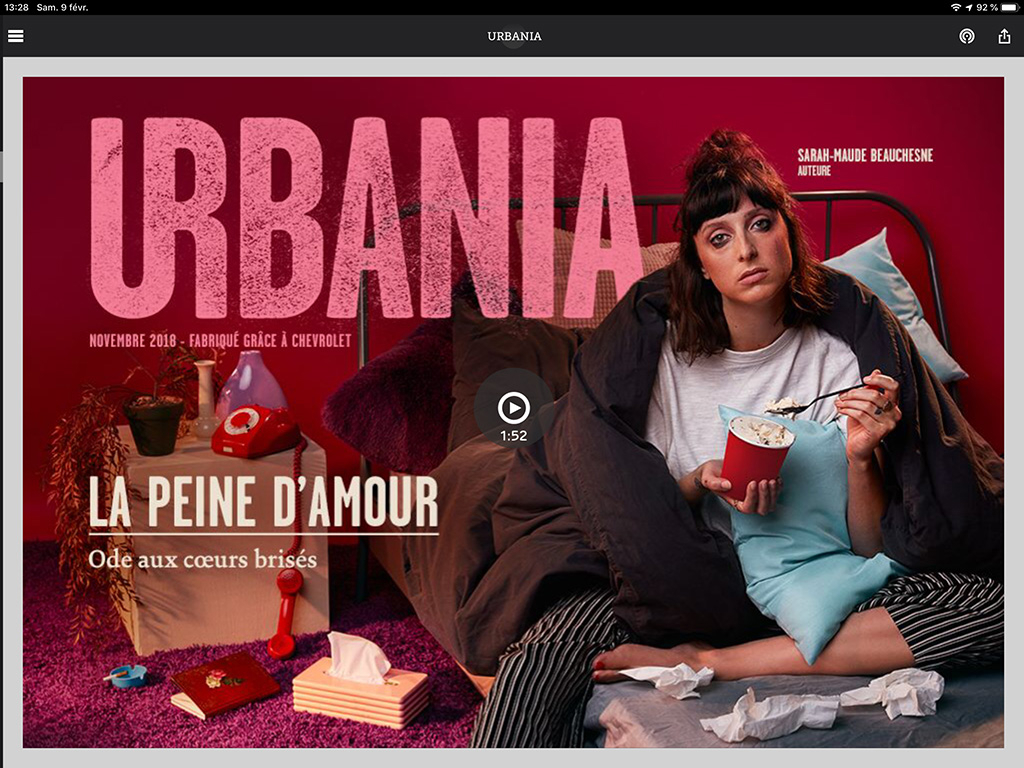 13:28 Sam. 9 févr.
92 %
URBANIA
URBANIA
SARAH-MAUDE BEAUCHESNE
AUTEURE
NOVEMBRE 2018 - FABRIQUÉ GRÂCE À CHEVROLET
1:52
LA PEINE D'AMOUR
Ode aux cœurs brisés